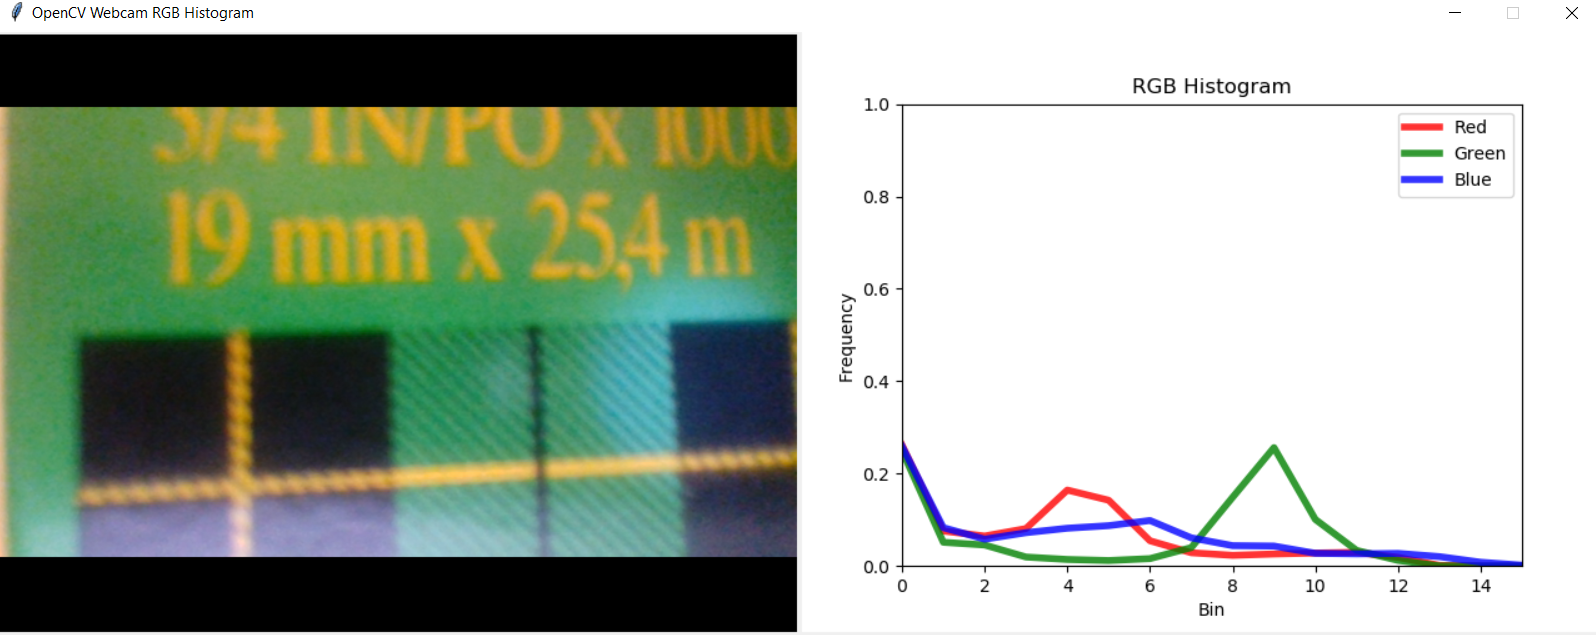 OpenCV Webcam RGB Histogram
3/4 IN/PO x 1000
19 mm x 25,4 m
RGB Histogram
1.0
0.8
0.6
0.4
0.2
0.0
Frequency
Red
Green
Blue
0 2 4 6 8 10 12 14
Bin